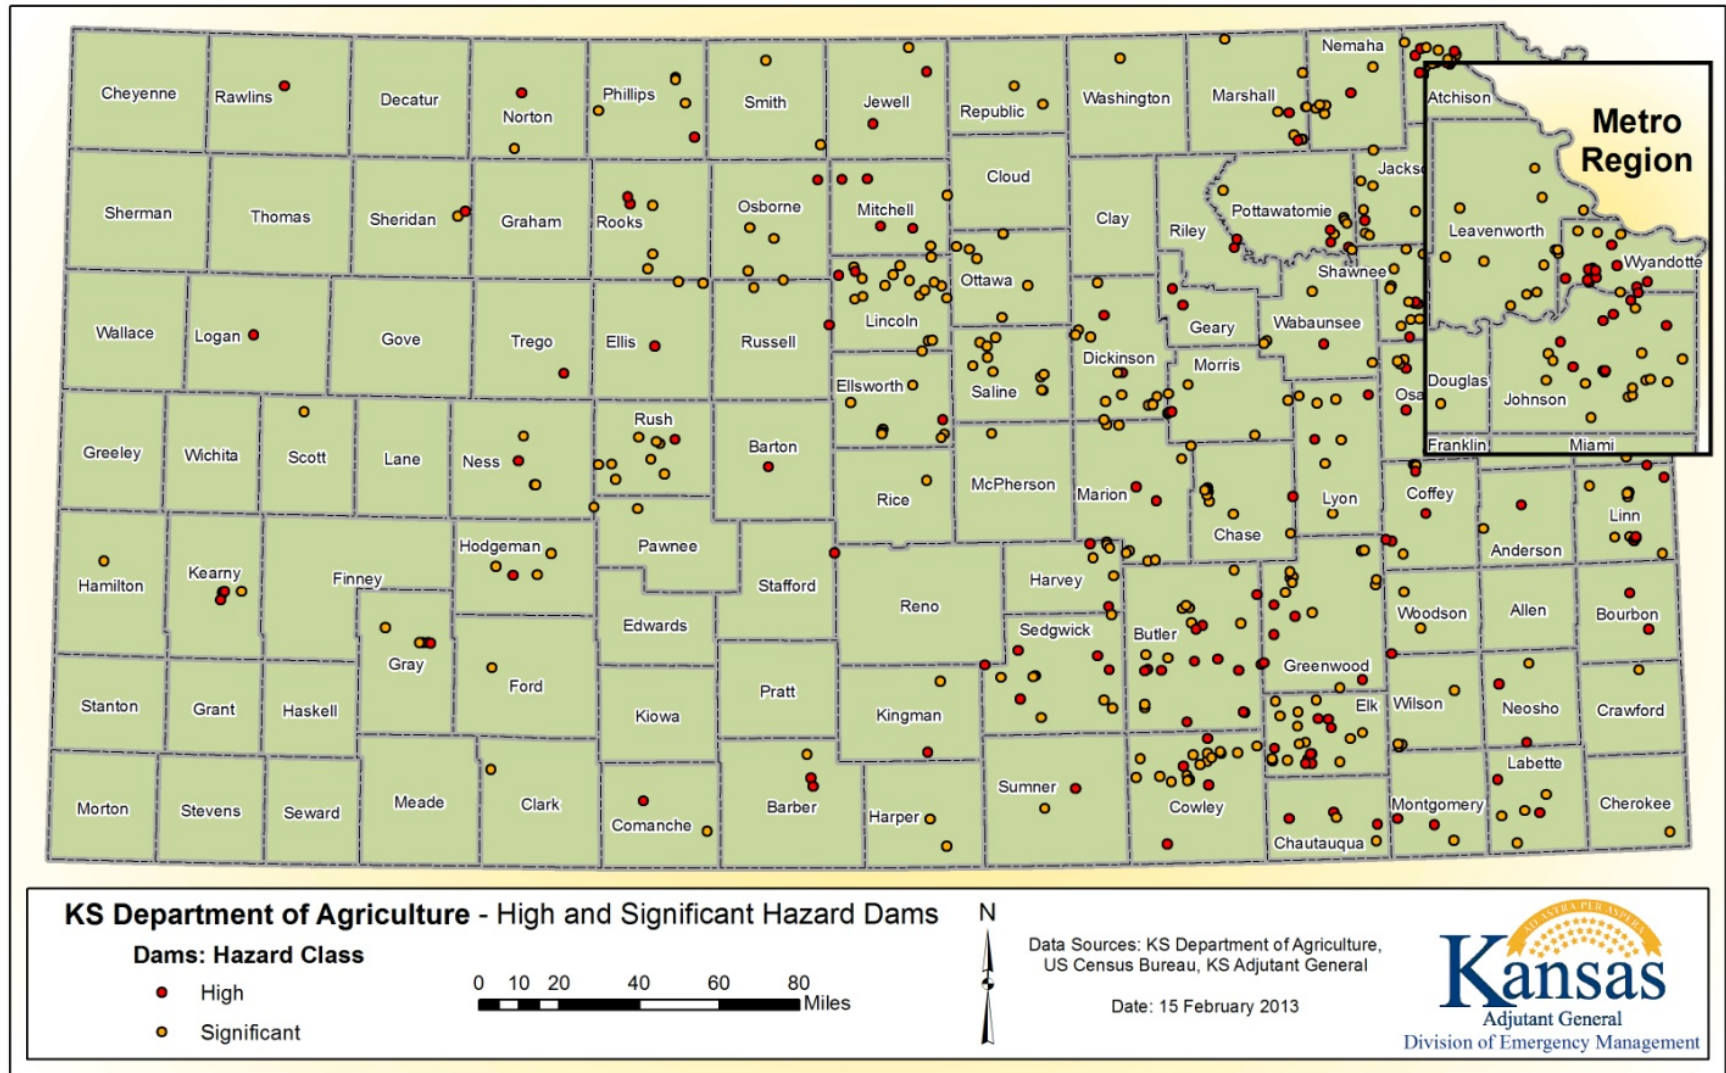 Cheyenne
Rawlins
Decatur
Norton
Phillips
Smith
Jewell
Republic
Washington
Marshall
Nemaha
Atchison
Metro
Region
Sherman
Thomas
Sheridan
Graham
Rooks
Osborne
Mitchell
Cloud
Clay
Riley
Pottawatomie
Jackso
Leavenworth
Wyandotte
Shawnee
Wallace
Logan
Gove
Trego
Ellis
Russell
Lincoln
Ottawa
Geary
Wabaunsee
Ellsworth
Saline
Dickinson
Morris
Osa
Douglas
Johnson
Franklin
Miami
Greeley
Wichita
Scott
Lane
Ness
Rush
Barton
Rice
McPherson
Marion
Chase
Lyon
Coffey
Anderson
Linn
Hamilton
Kearny
Finney
Hodgeman
Pawnee
Stafford
Reno
Harvey
Gray
Ford
Edwards
Sedgwick
Butler
Greenwood
Woodson
Allen
Bourbon
Stanton
Grant
Haskell
Kiowa
Pratt
Kingman
Elk
Wilson
Neosho
Crawford
Morton
Stevens
Seward
Meade
Clark
Comanche
Barber
Harper
Sumner
Cowley
Chautauqua
Montgomery
Labette
Cherokee
KS Department of Agriculture - High and Significant Hazard Dams
Dams: Hazard Class
High
Significant
0 10 20 40 60 80
Miles
N
Data Sources: KS Department of Agriculture,
US Census Bureau, KS Adjutant General
Date: 15 February 2013
AD ASTRA PER ASPERA
Kansas
Adjutant General
Division of Emergency Management